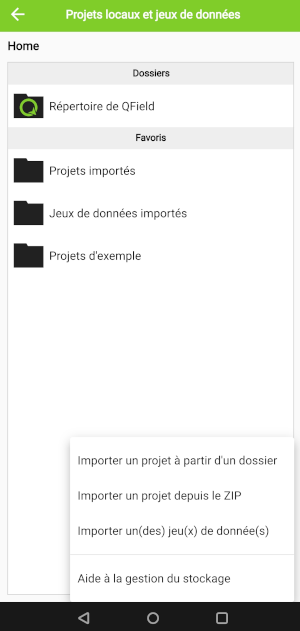 Projets locaux et jeux de données
Home
Dossiers
Répertoire de QField
Favoris
Projets importés
Jeux de données importés
Projets d'exemple
Importer un projet à partir d'un dossier
Importer un projet depuis le ZIP
Importer un(des) jeu(x) de donnée(s)
Aide à la gestion du stockage